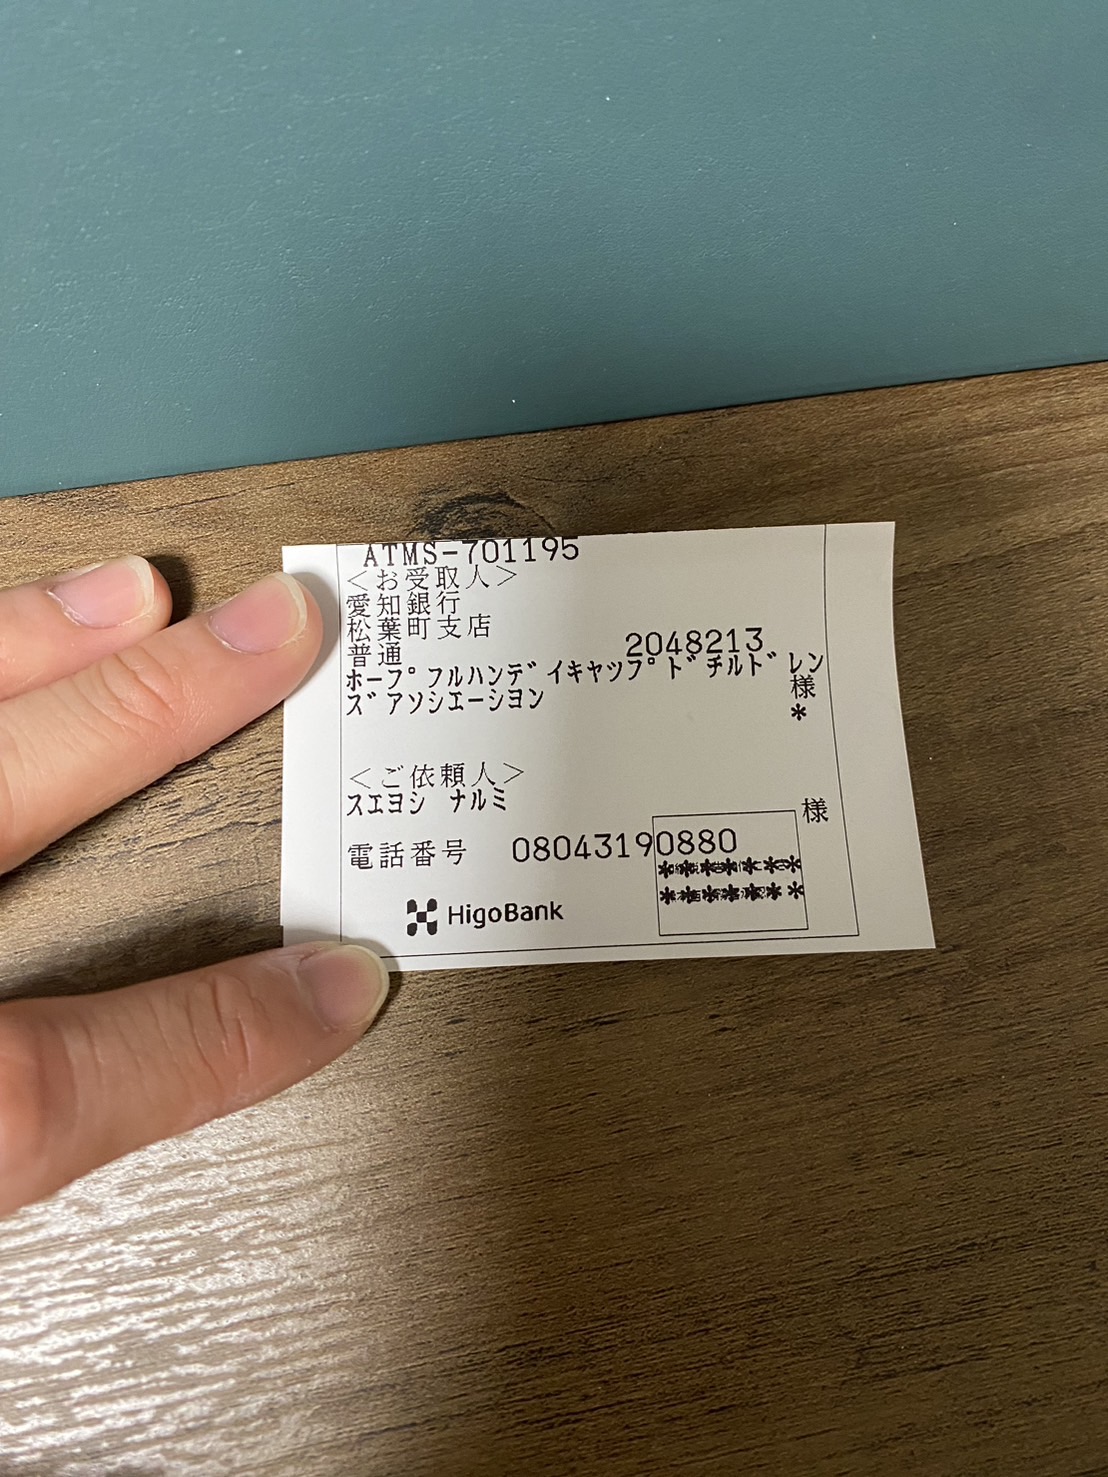 ATMS-701195
<お受取人>
愛知銀行
松葉町支店
普通 2048213
ホープフルハンディキャップドチルドレン
ズアソシエーション 様
*
<ご依頼人>
スエヨシ ナルミ 様
電話番号 08043190880
******
******
HigoBank